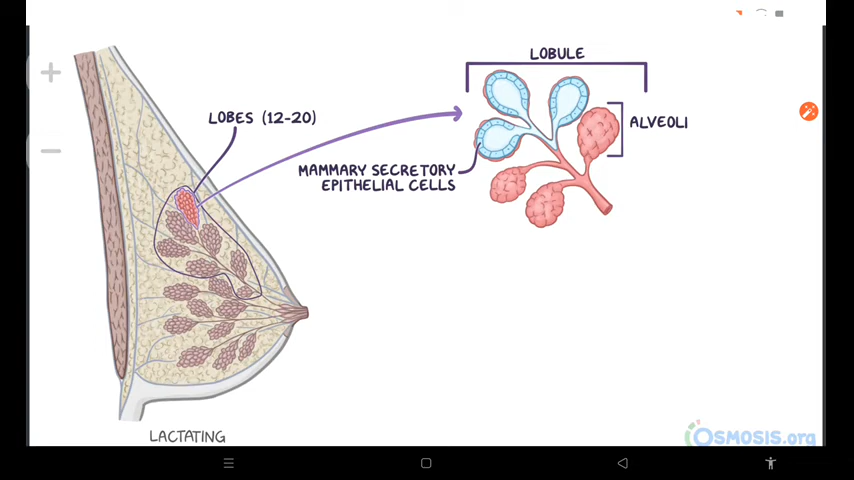 LOBULE
LOBES (12-20)
ALVEOLI
MAMMARY SECRETORY
EPITHELIAL CELLS
LACTATING
OSMOSIS.org